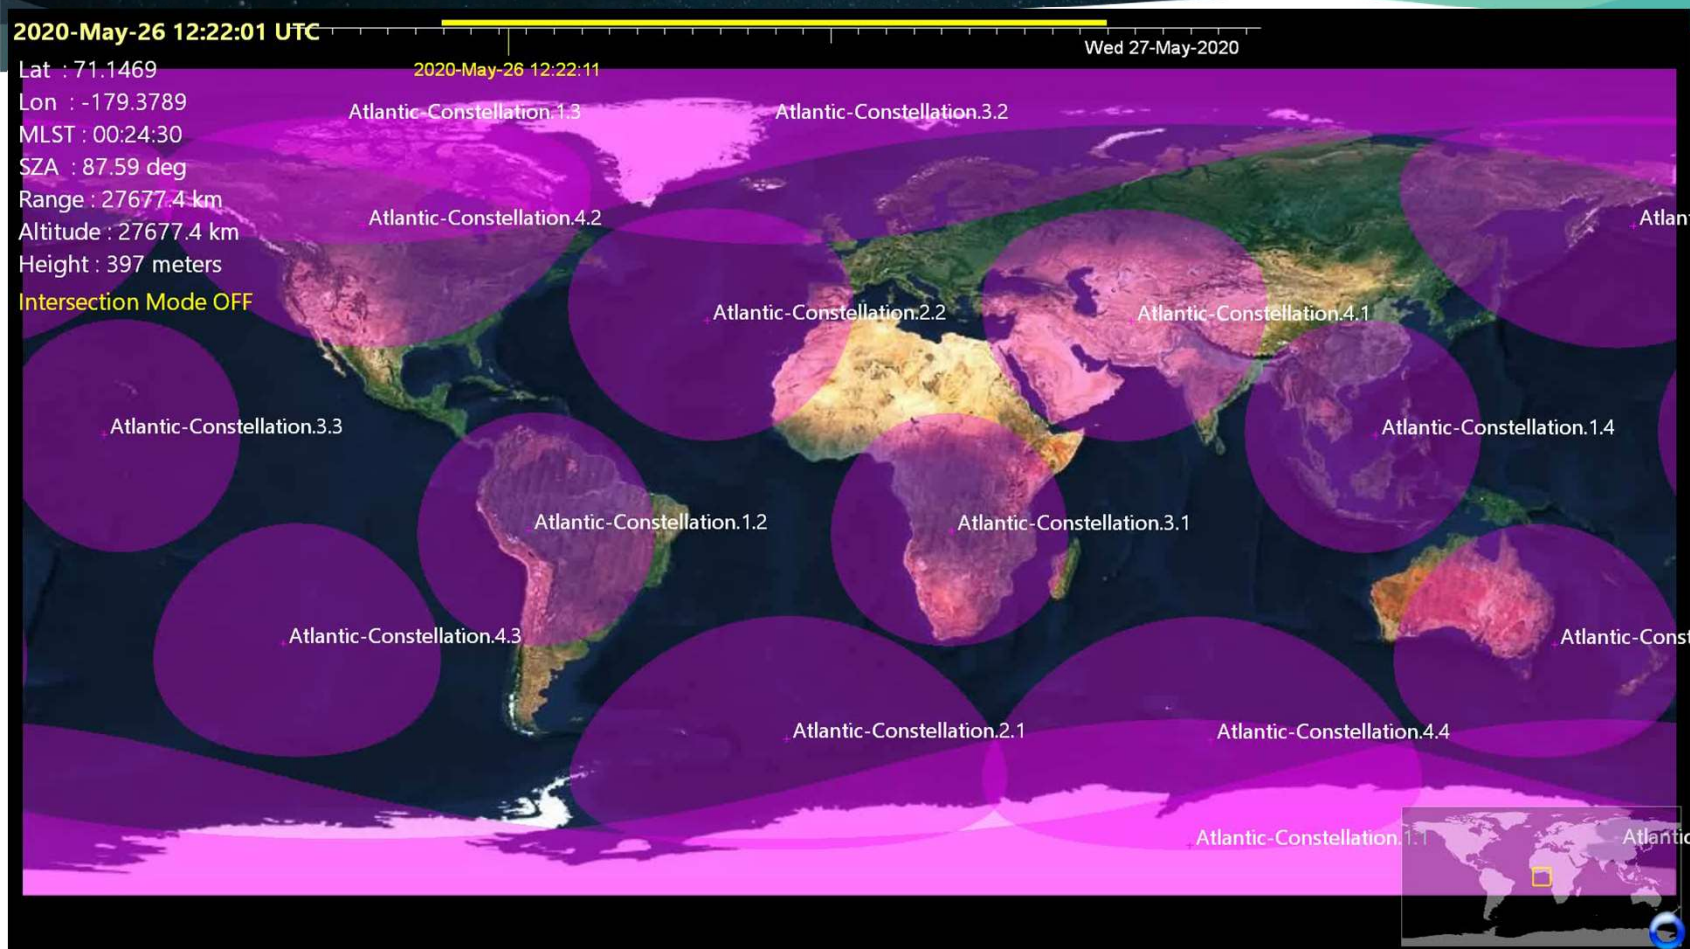 2020-May-26 12:22:01 UTC
Wed 27-May-2020
2020-May-26 12:22:11
Lat : 71.1469
Lon : -179.3789
MLST : 00:24:30
SZA : 87.59 deg
Range : 27677.4 km
Altitude : 27677.4 km
Height : 397 meters
Intersection Mode OFF
Atlantic-Constellation.1.3
Atlantic-Constellation.3.2
Atlantic-Constellation.4.2
Atlan
Atlantic-Constellation.2.2
Atlantic-Constellation.4.1
Atlantic-Constellation.3.3
Atlantic-Constellation.1.4
Atlantic-Constellation.1.2
Atlantic-Constellation.3.1
Atlantic-Constellation.4.3
Atlantic-Const
Atlantic-Constellation.2.1
Atlantic-Constellation.4.4
Atlantic-Constellation.1.1
Atlantic